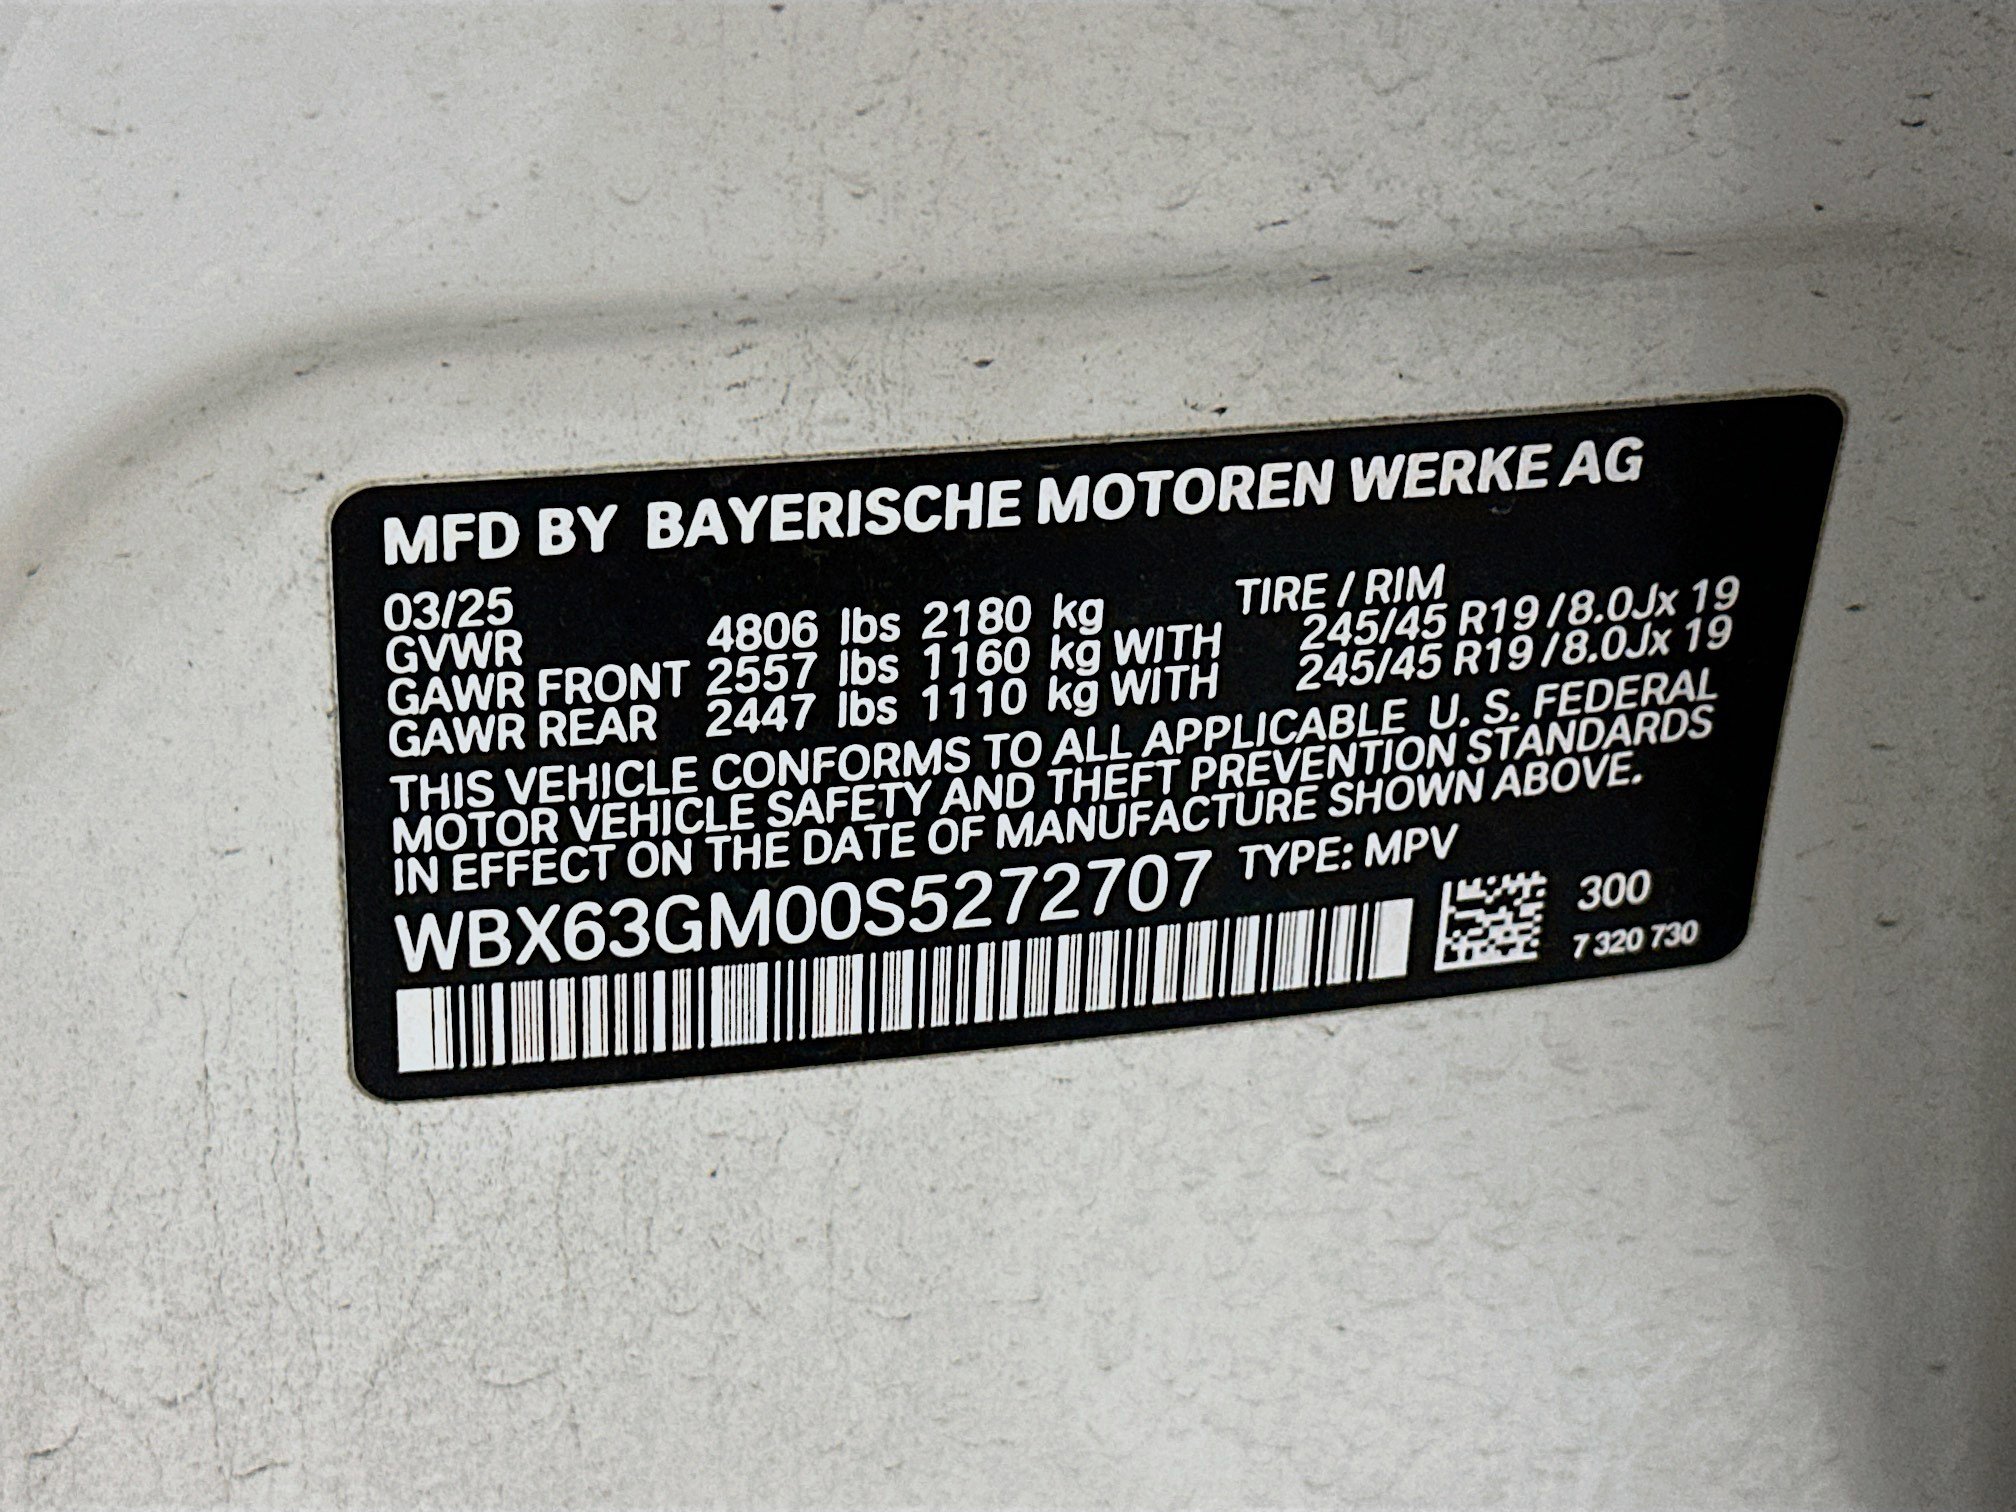 MFD BY BAYERISCHE MOTOREN WERKE AG
03/25 TIRE / RIM
GVWR 4806 lbs 2180 kg
GAWR FRONT 2557 lbs 1160 kg WITH 245/45 R19 / 8.0Jx 19
GAWR REAR 2447 lbs 1110 kg WITH 245/45 R19 / 8.0Jx 19
THIS VEHICLE CONFORMS TO ALL APPLICABLE U. S. FEDERAL
MOTOR VEHICLE SAFETY AND THEFT PREVENTION STANDARDS
IN EFFECT ON THE DATE OF MANUFACTURE SHOWN ABOVE.
WBX63GM00S5272707 TYPE: MPV
300
7 320 730